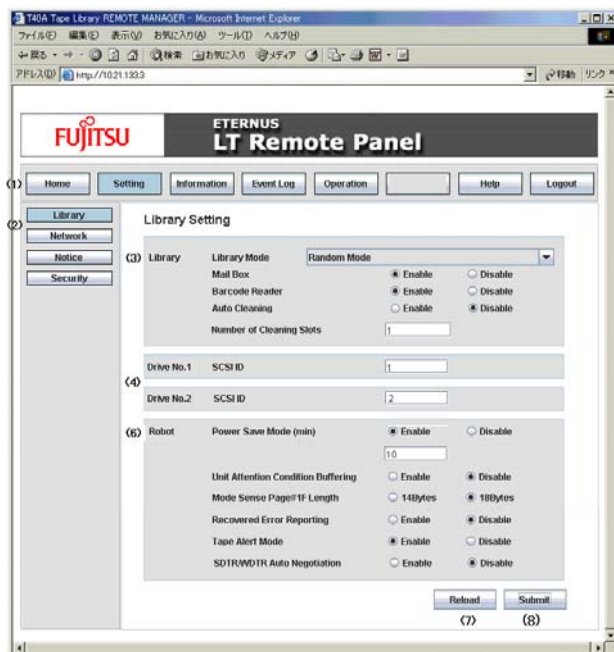 T40A Tape Library REMOTE MANAGER - Microsoft Internet Explorer
ファイル(F) 編集(E) 表示(V) お気に入り(A) ツール(T) ヘルプ(H)
戻る 検索 お気に入り メディア
アドレス(D) http://10.21.133.3 移動 リンク »
FUJITSU
ETERNUS
LT Remote Panel
(1) Home Setting Information Event Log Operation Help Logout
(2) Library
Network
Notice
Security
Library Setting
(3) Library Library Mode Random Mode
Mail Box Enable Disable
Barcode Reader Enable Disable
Auto Cleaning Enable Disable
Number of Cleaning Slots 1
(4) Drive No.1 SCSI ID 1
Drive No.2 SCSI ID 2
(6) Robot Power Save Mode (min) Enable Disable
10
Unit Attention Condition Buffering Enable Disable
Mode Sense Page#1F Length 14Bytes 18Bytes
Recovered Error Reporting Enable Disable
Tape Alert Mode Enable Disable
SDTR/WDTR Auto Negotiation Enable Disable
Reload Submit
(7) (8)